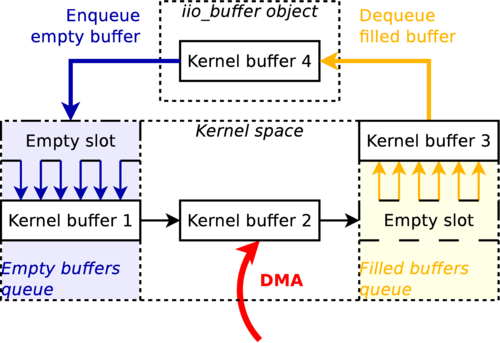 Enqueue
empty buffer
iio_buffer object
Dequeue
filled buffer
Kernel buffer 4
Empty slot
Kernel space
Kernel buffer 3
Kernel buffer 1
Kernel buffer 2
Empty slot
Empty buffers
queue
DMA
Filled buffers
queue